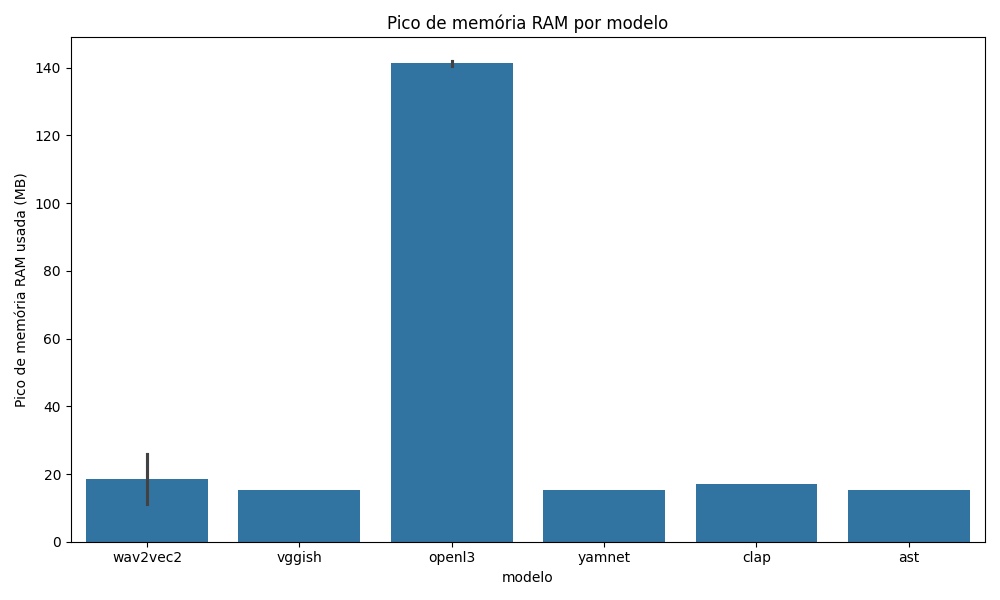 Pico de memória RAM por modelo
Pico de memória RAM usada (MB)
140
120
100
80
60
40
20
0
wav2vec2 vggish openl3 yamnet clap ast
modelo